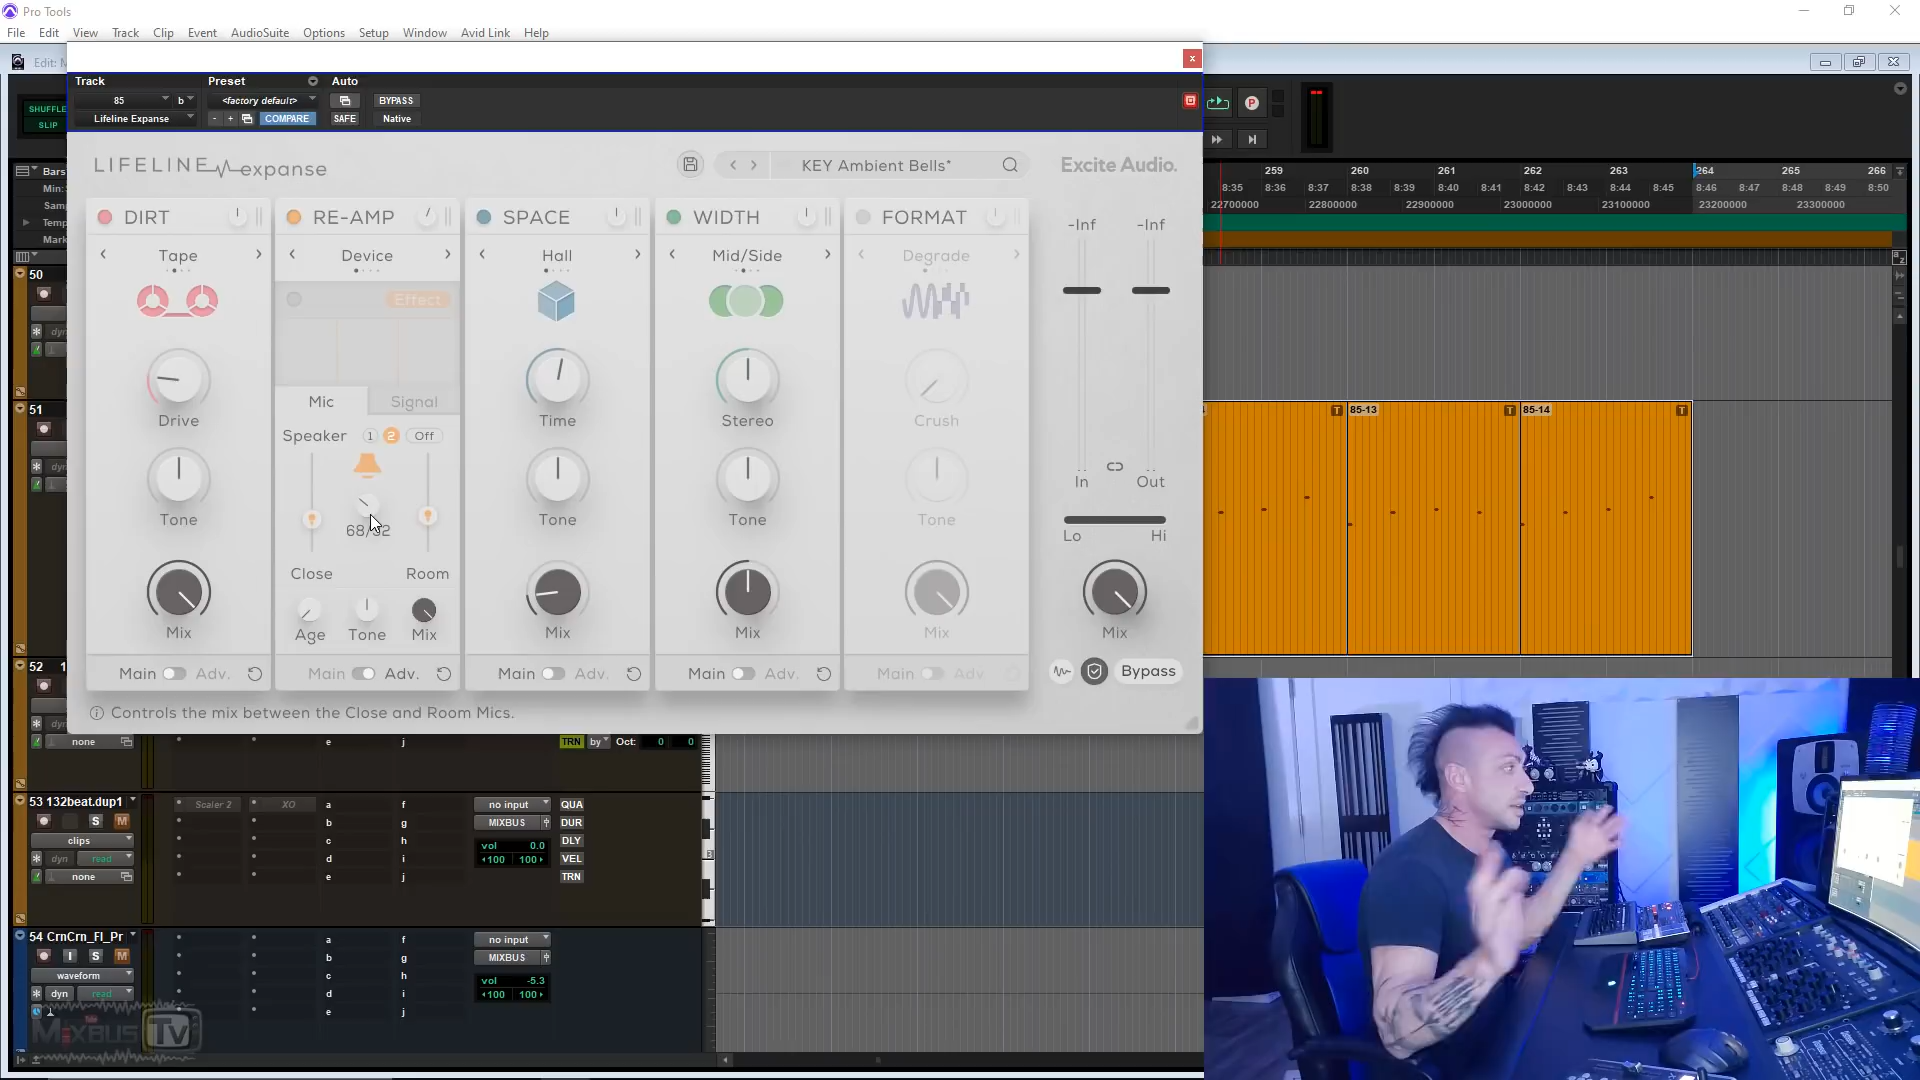 Pro Tools
File Edit View Track Clip Event AudioSuite Options Setup Window Avid Link Help
Edit:
Track Preset Auto
85 b <factory default> BYPASS
Lifeline Expanse - + COMPARE SAFE Native
SHUFFLE
SLIP
LIFELINE expanse
KEY Ambient Bells*
Excite Audio.
DIRT RE-AMP SPACE WIDTH FORMAT
Tape Device Hall Mid/Side Degrade
Effect
Drive Time Stereo Crush
Mic Signal
Speaker 1 2 Off
Tone Tone Tone Tone
Close Room
Age Tone Mix
Mix Mix Mix Mix
Main Adv. Main Adv. Main Adv. Main Adv. Main Adv
-Inf -Inf
In Out
Lo Hi
Mix
Bypass
Controls the mix between the Close and Room Mics.
Bars
Min:
259 260 261 262 263 264 265 266
8:35 8:36 8:37 8:38 8:39 8:40 8:41 8:42 8:43 8:44 8:45 8:46 8:47 8:48 8:49 8:50
22700000 22800000 22900000 23000000 23100000 23200000 23300000
50
51
52
85-13 T 85-14 T
T
none e j TRN by Oct: 0 0
53 132beat.dup1 Scaler 2 XO a f no input QUA
S M b g MIXBUS DUR
clips c h DLY
dyn read d i vol 0.0 VEL
100 100
none e j TRN
54 CrnCrn_Fl_Pr a f no input
I S M b g MIXBUS
waveform c h vol -5.3
dyn read d i 100 100
e j
MIXBUS TV